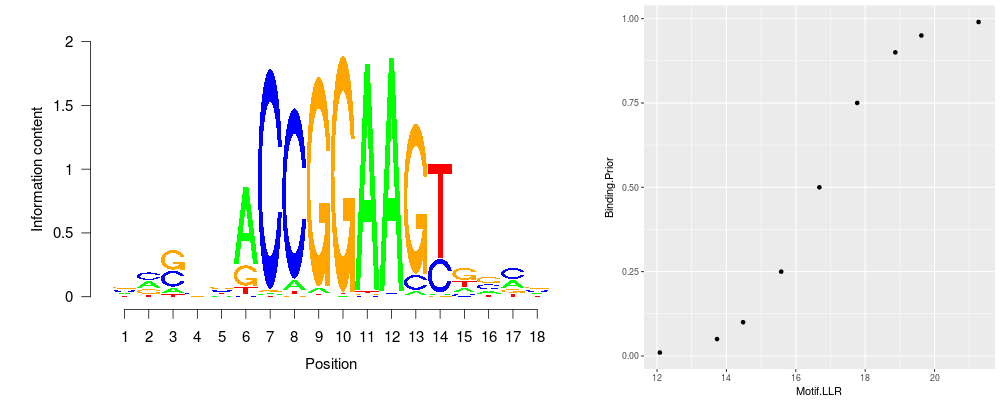 2
1.5
1
0.5
0
Information content
ACCGGAAGT
G
C
1 2 3 4 5 6 7 8 9 10 11 12 13 14 15 16 17 18
Position
1.00
0.75
0.50
0.25
0.00
Binding.Prior
12 14 16 18 20
Motif.LLR